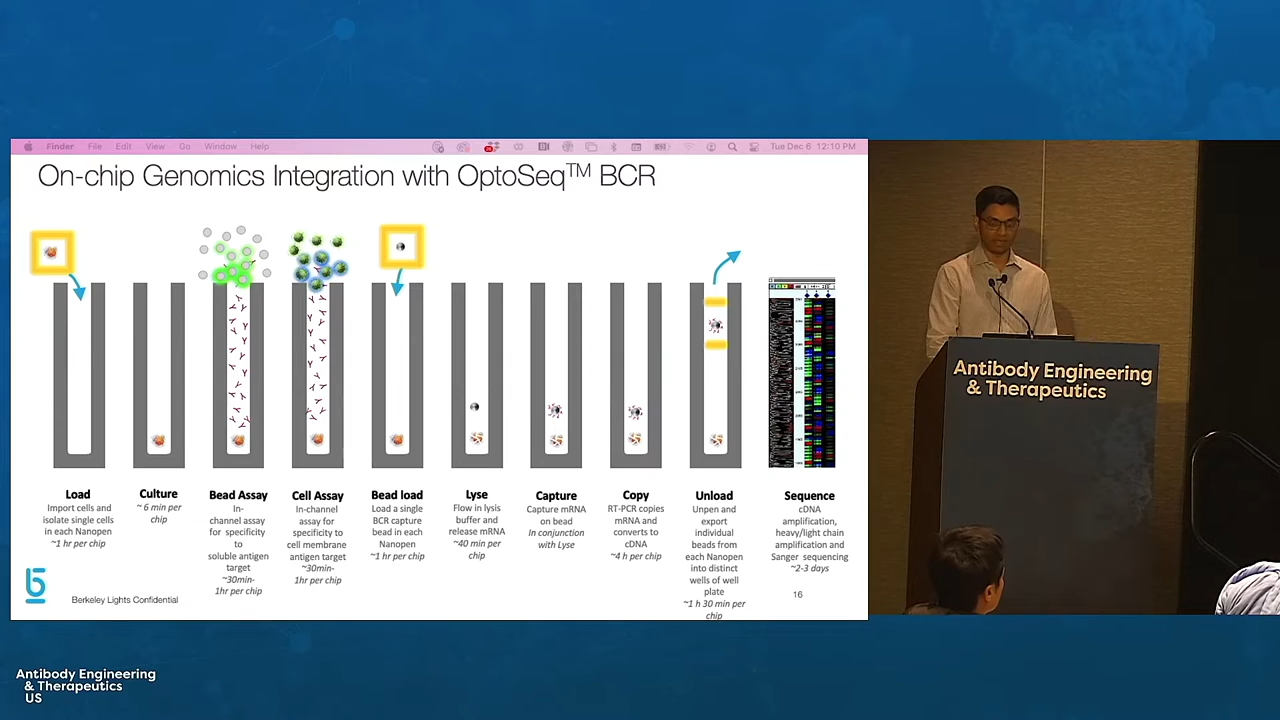 Finder File Edit View Go Window Help
Tue Dec 6 12:10 PM
On-chip Genomics Integration with OptoSeq™ BCR
Load
Import cells and
isolate single cells
in each Nanopen
~1 hr per chip
Culture
~ 6 min per
chip
Bead Assay
In-
channel assay
for specificity
to
soluble antigen
target
~30min-
1hr per chip
Cell Assay
In-channel
assay for
specificity to
cell membrane
antigen target
~30min-
1hr per chip
Bead load
Load a single
BCR capture
bead in each
Nanopen
~1 hr per chip
Lyse
Flow in lysis
buffer and
release mRNA
~40 min per
chip
Capture
Capture mRNA
on bead
In conjunction
with Lyse
Copy
RT-PCR copies
mRNA and
converts to
cDNA
~4 h per chip
Unload
Unpen and
export
individual
beads from
each Nanopen
into distinct
wells of well
plate
~1 h 30 min per
chip
Sequence
cDNA
amplification,
heavy/light chain
amplification and
Sanger sequencing
~2-3 days
Berkeley Lights Confidential
16
Antibody Engineering
& Therapeutics
Antibody Engineering
& Therapeutics
US